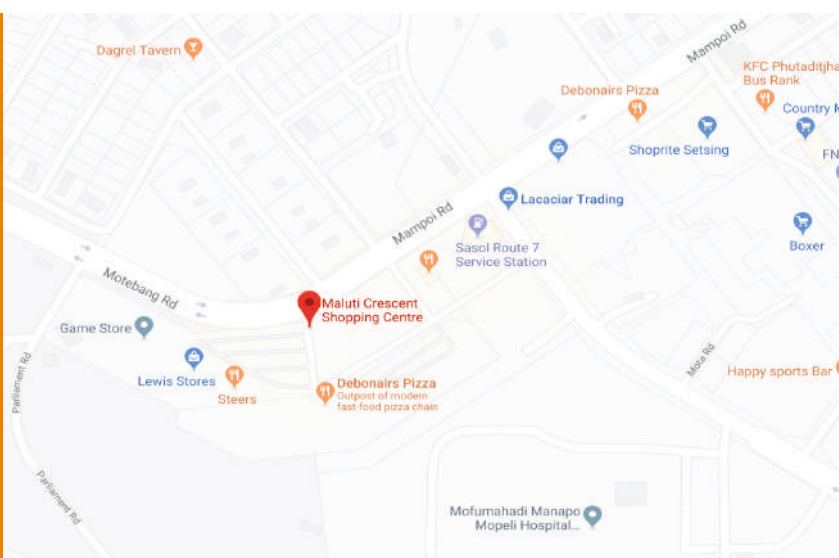 Mampoi Rd
Dagrel Tavern
KFC Phutaditjha
Bus Rank
Debonairs Pizza
Country M
Shoprite Setsing
FN
Lacaciar Trading
Mampoi Rd
Boxer
Sasol Route 7
Service Station
Motebang Rd
Maluti Crescent
Shopping Centre
Game Store
Mote Rd
Parliament Rd
Lewis Stores
Happy sports Bar
Debonairs Pizza
Outpost of modern
fast-food pizza chain
Steers
Parliament Rd
Mofumahadi Manapo
Mopeli Hospital...